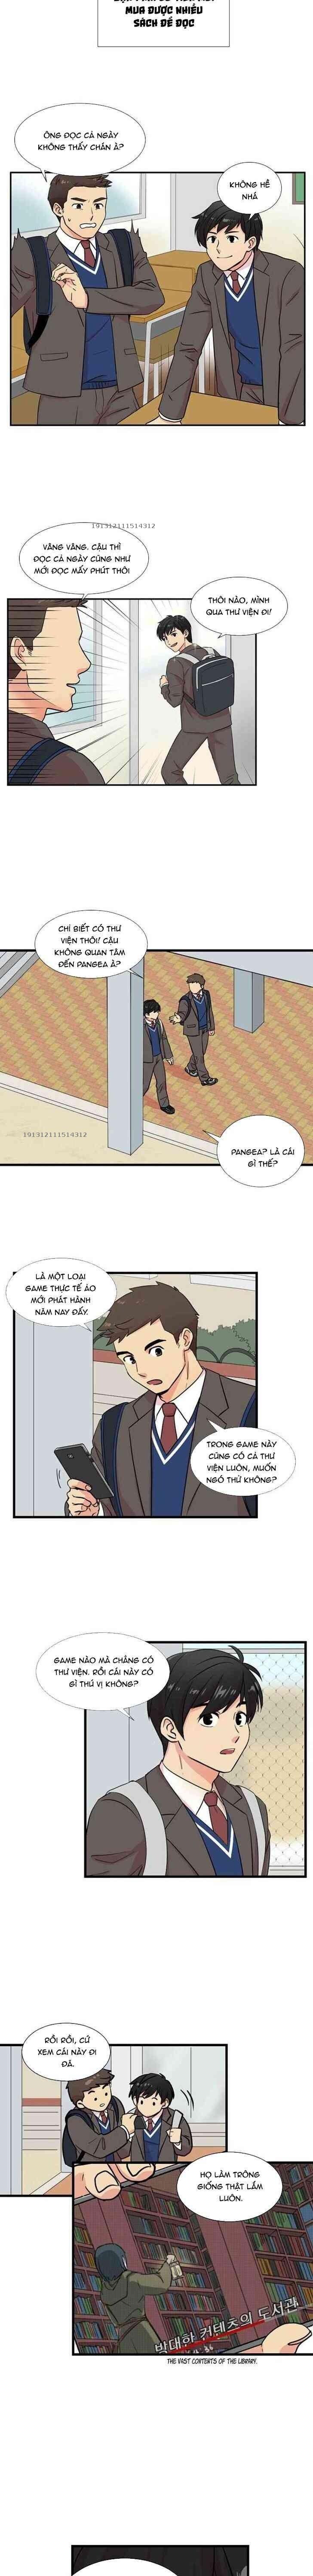 MUA ĐƯỢC NHIỀU
SÁCH ĐỂ ĐỌC
ÔNG ĐỌC CẢ NGÀY
KHÔNG THẤY CHÁN À?
KHÔNG HỀ
NHÁ
191312111514312
VÂNG VÂNG. CẬU THÌ
ĐỌC CẢ NGÀY CŨNG NHƯ
MỚI ĐỌC MẤY PHÚT THÔI
THÔI NÀO, MÌNH
QUA THƯ VIỆN ĐI!
CHỈ BIẾT CÓ THƯ
VIỆN THÔI! CẬU
KHÔNG QUAN TÂM
ĐẾN PANGEA À?
191312111514312
PANGEA? LÀ CÁI
GÌ THẾ?
LÀ MỘT LOẠI
GAME THỰC TẾ ẢO
MỚI PHÁT HÀNH
NĂM NAY ĐẤY.
TRONG GAME NÀY
CŨNG CÓ CẢ THƯ
VIỆN LUÔN, MUỐN
NGÓ THỬ KHÔNG?
GAME NÀO MÀ CHẲNG CÓ
THƯ VIỆN. RỒI CÁI NÀY CÓ
GÌ THÚ VỊ KHÔNG?
RỒI RỒI, CỨ
XEM CÁI NÀY ĐI
ĐÃ.
HỌ LÀM TRÔNG
GIỐNG THẬT LẮM
LUÔN.
박대하 컨텐츠의 도서관
THE VAST CONTENTS OF THE LIBRARY.